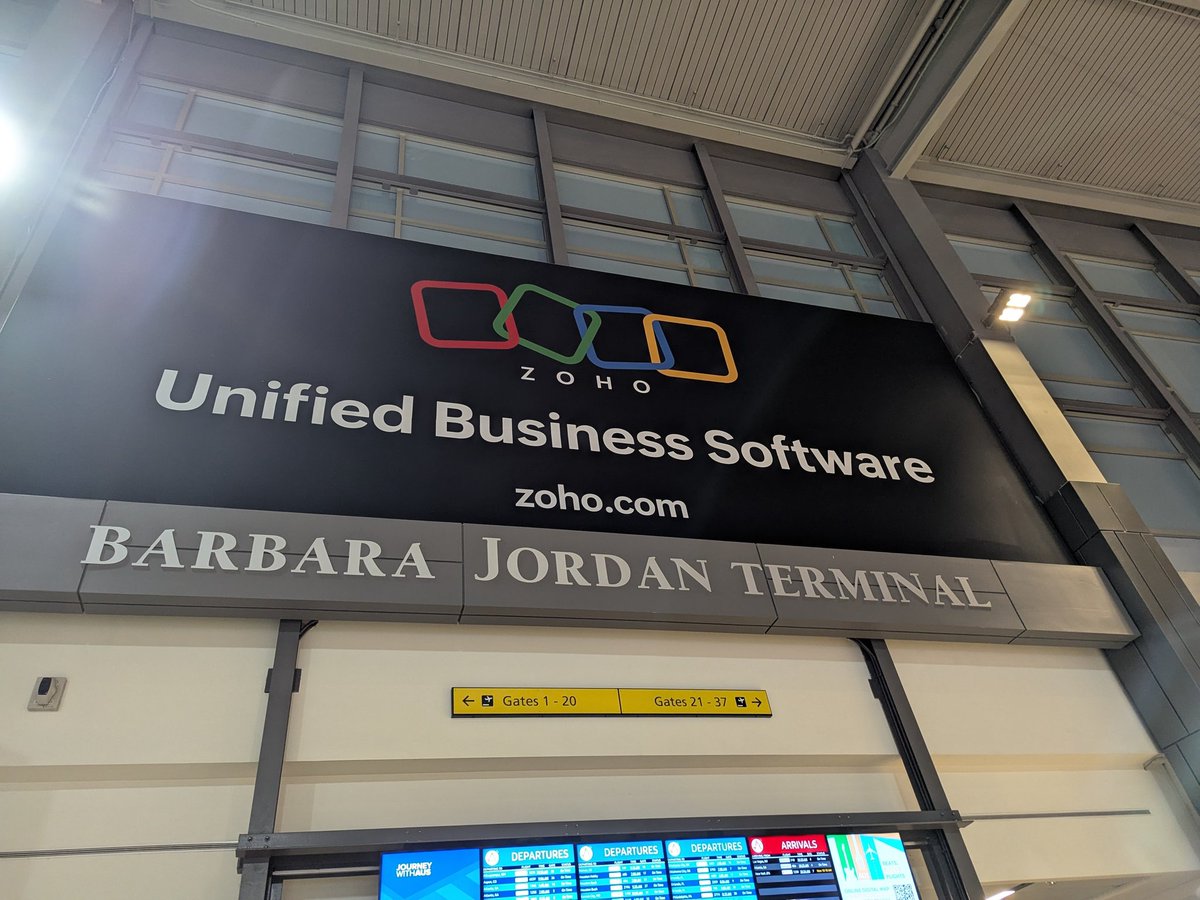 ZOHO
Unified Business Software
zoho.com
BARBARA JORDAN TERMINAL
← Gates 1 - 20
Gates 21 - 37 →
JOURNEY
WITH AUS
DEPARTURES
DEPARTURES
DEPARTURES
ARRIVALS